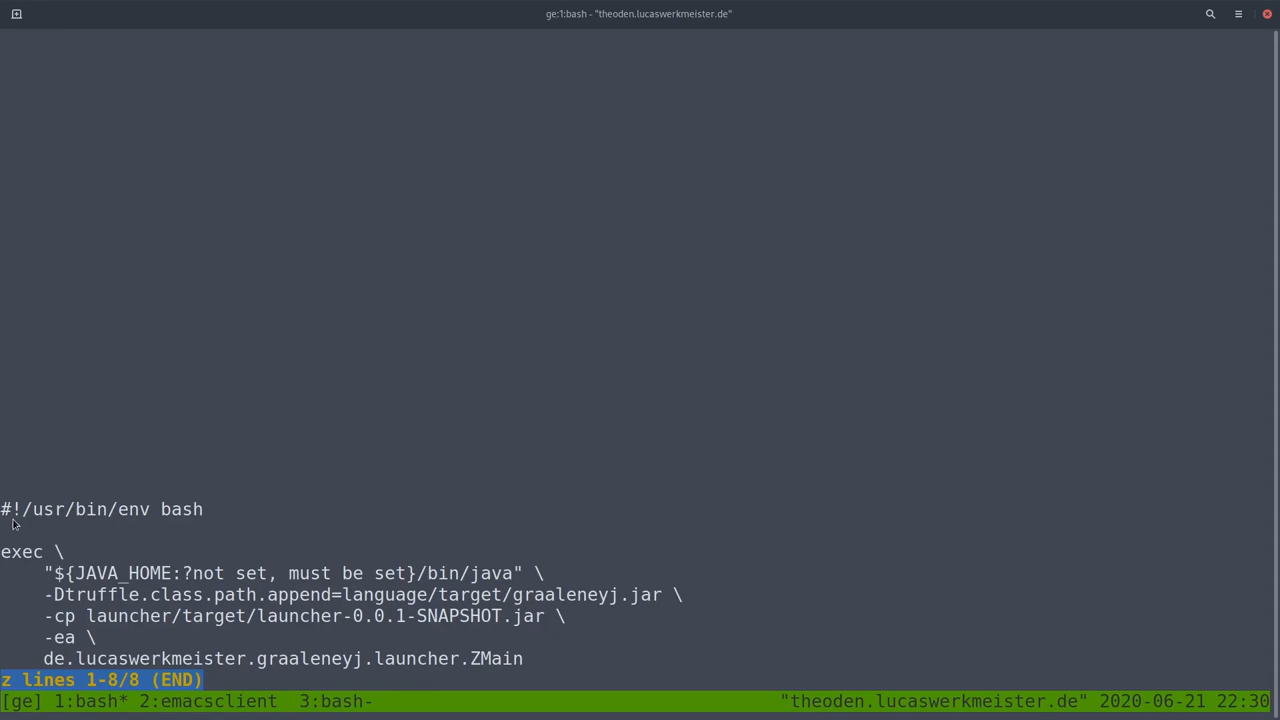 ge:1:bash - "theoden.lucaswerkmeister.de"
#!/usr/bin/env bash
exec \
"${JAVA_HOME:?not set, must be set}/bin/java" \
-Dtruffle.class.path.append=language/target/graaleneyj.jar \
-cp launcher/target/launcher-0.0.1-SNAPSHOT.jar \
-ea \
de.lucaswerkmeister.graaleneyj.launcher.ZMain
z lines 1-8/8 (END)
[ge] 1:bash* 2:emacsclient  3:bash- "theoden.lucaswerkmeister.de" 2020-06-21 22:30